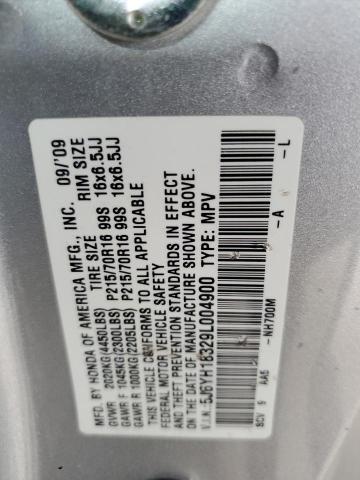 MFD. BY HONDA OF AMERICA MFG., INC. 09/'09
TIRE SIZE RIM SIZE
GVWR 2020KG(4450LBS)
GAWR F 1045KG(2300LBS) P215/70R16 99S 16x6.5JJ
GAWR R 1000KG(2205LBS) P215/70R16 99S 16x6.5JJ
THIS VEHICLE CONFORMS TO ALL APPLICABLE
FEDERAL MOTOR VEHICLE SAFETY
AND THEFT PREVENTION STANDARDS IN EFFECT
ON THE DATE OF MANUFACTURE SHOWN ABOVE.
V.I.N.: 5J6YH18329L004900 TYPE: MPV
-A -L
SCV 9 AA5 -NH700M